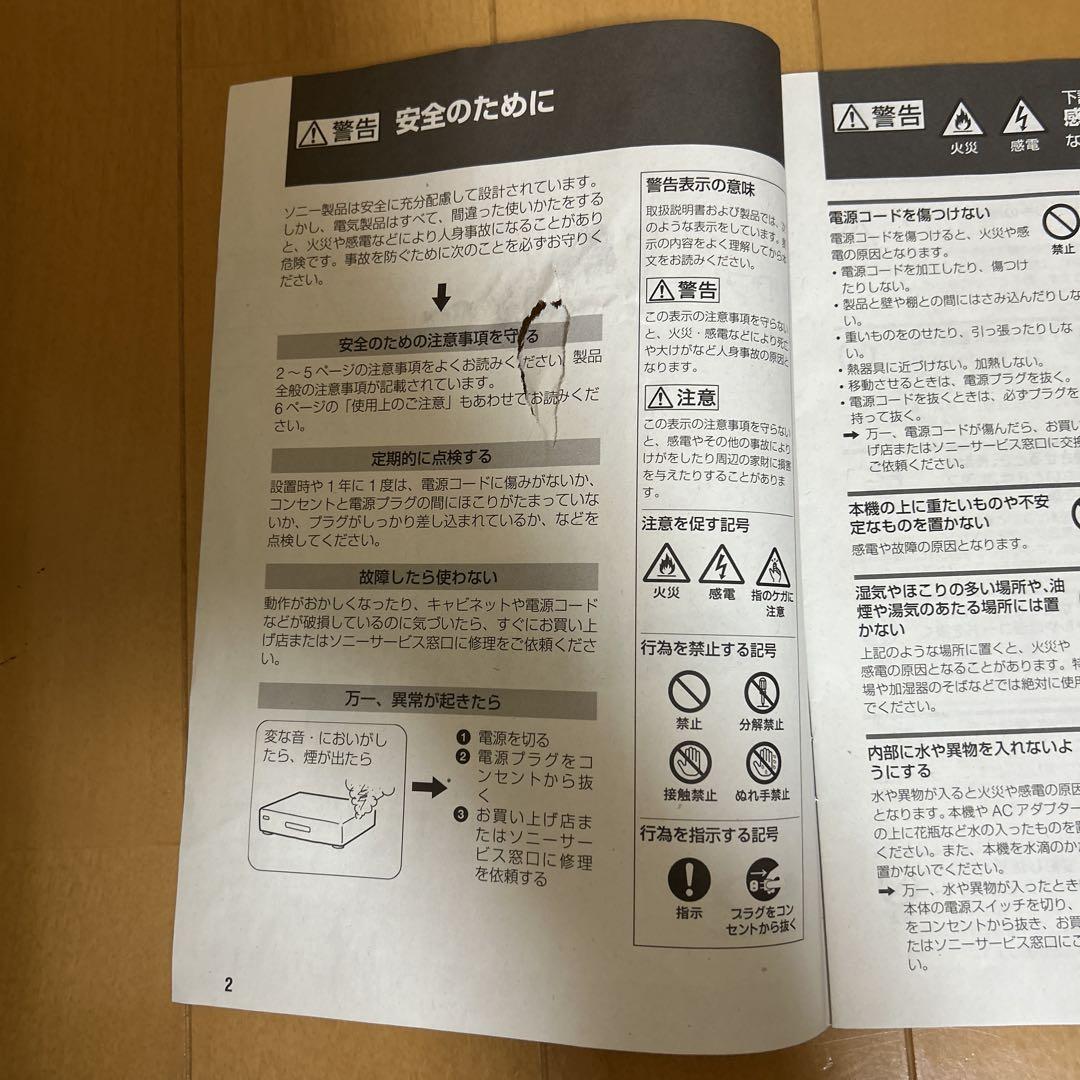 警告 安全のために
ソニー製品は安全に充分配慮して設計されています。
しかし、電気製品はすべて、間違った使いかたをする
と、火災や感電などにより人身事故になることがあり
危険です。事故を防ぐために次のことを必ずお守りく
ださい。
安全のための注意事項を守る
2～5ページの注意事項をよくお読みください。製品
全般の注意事項が記載されています。
6ページの「使用上のご注意」もあわせてお読みくだ
さい。
定期的に点検する
設置時や1年に1度は、電源コードに傷みがないか、
コンセントと電源プラグの間にほこりがたまっていな
いか、プラグがしっかり差し込まれているか、などを
点検してください。
故障したら使わない
動作がおかしくなったり、キャビネットや電源コード
などが破損しているのに気づいたら、すぐにお買い上
げ店またはソニーサービス窓口に修理をご依頼くださ
い。
万一、異常が起きたら
変な音・においがし
たら、煙が出たら
❶ 電源を切る
❷ 電源プラグをコ
ンセントから抜
く
❸ お買い上げ店ま
たはソニーサー
ビス窓口に修理
を依頼する
2
警告表示の意味
取扱説明書および製品では、
のような表示をしています。
示の内容をよく理解してから本
文をお読みください。
警告
この表示の注意事項を守らない
と、火災・感電などにより死亡
や大けがなど人身事故の原因と
なります。
注意
この表示の注意事項を守らない
と、感電やその他の事故により
けがをしたり周辺の家財に損害
を与えたりすることがありま
す。
注意を促す記号
火災 感電 指のケガに
注意
行為を禁止する記号
禁止 分解禁止
接触禁止 ぬれ手禁止
行為を指示する記号
指示 プラグをコン
セントから抜く
警告 火災 感電
下記
感
な
電源コードを傷つけない
禁止
電源コードを傷つけると、火災や感
電の原因となります。
・電源コードを加工したり、傷つけ
たりしない。
・製品と壁や棚との間にはさみ込んだりしな
い。
・重いものをのせたり、引っ張ったりしな
い。
・熱器具に近づけない。加熱しない。
・移動させるときは、電源プラグを抜く。
・電源コードを抜くときは、必ずプラグを
持って抜く。
➡ 万一、電源コードが傷んだら、お買い
げ店またはソニーサービス窓口に交換
ご依頼ください。
本機の上に重たいものや不安
定なものを置かない
感電や故障の原因となります。
湿気やほこりの多い場所や、油
煙や湯気のあたる場所には置
かない
上記のような場所に置くと、火災や
感電の原因となることがあります。特
場や加湿器のそばなどでは絶対に使用
でください。
内部に水や異物を入れないよ
うにする
水や異物が入ると火災や感電の原因
となります。本機や AC アダプター
の上に花瓶など水の入ったものを置
ください。また、本機を水滴のか
置かないでください。
➡ 万一、水や異物が入ったとき
本体の電源スイッチを切り、
をコンセントから抜き、お買
たはソニーサービス窓口にご
い。